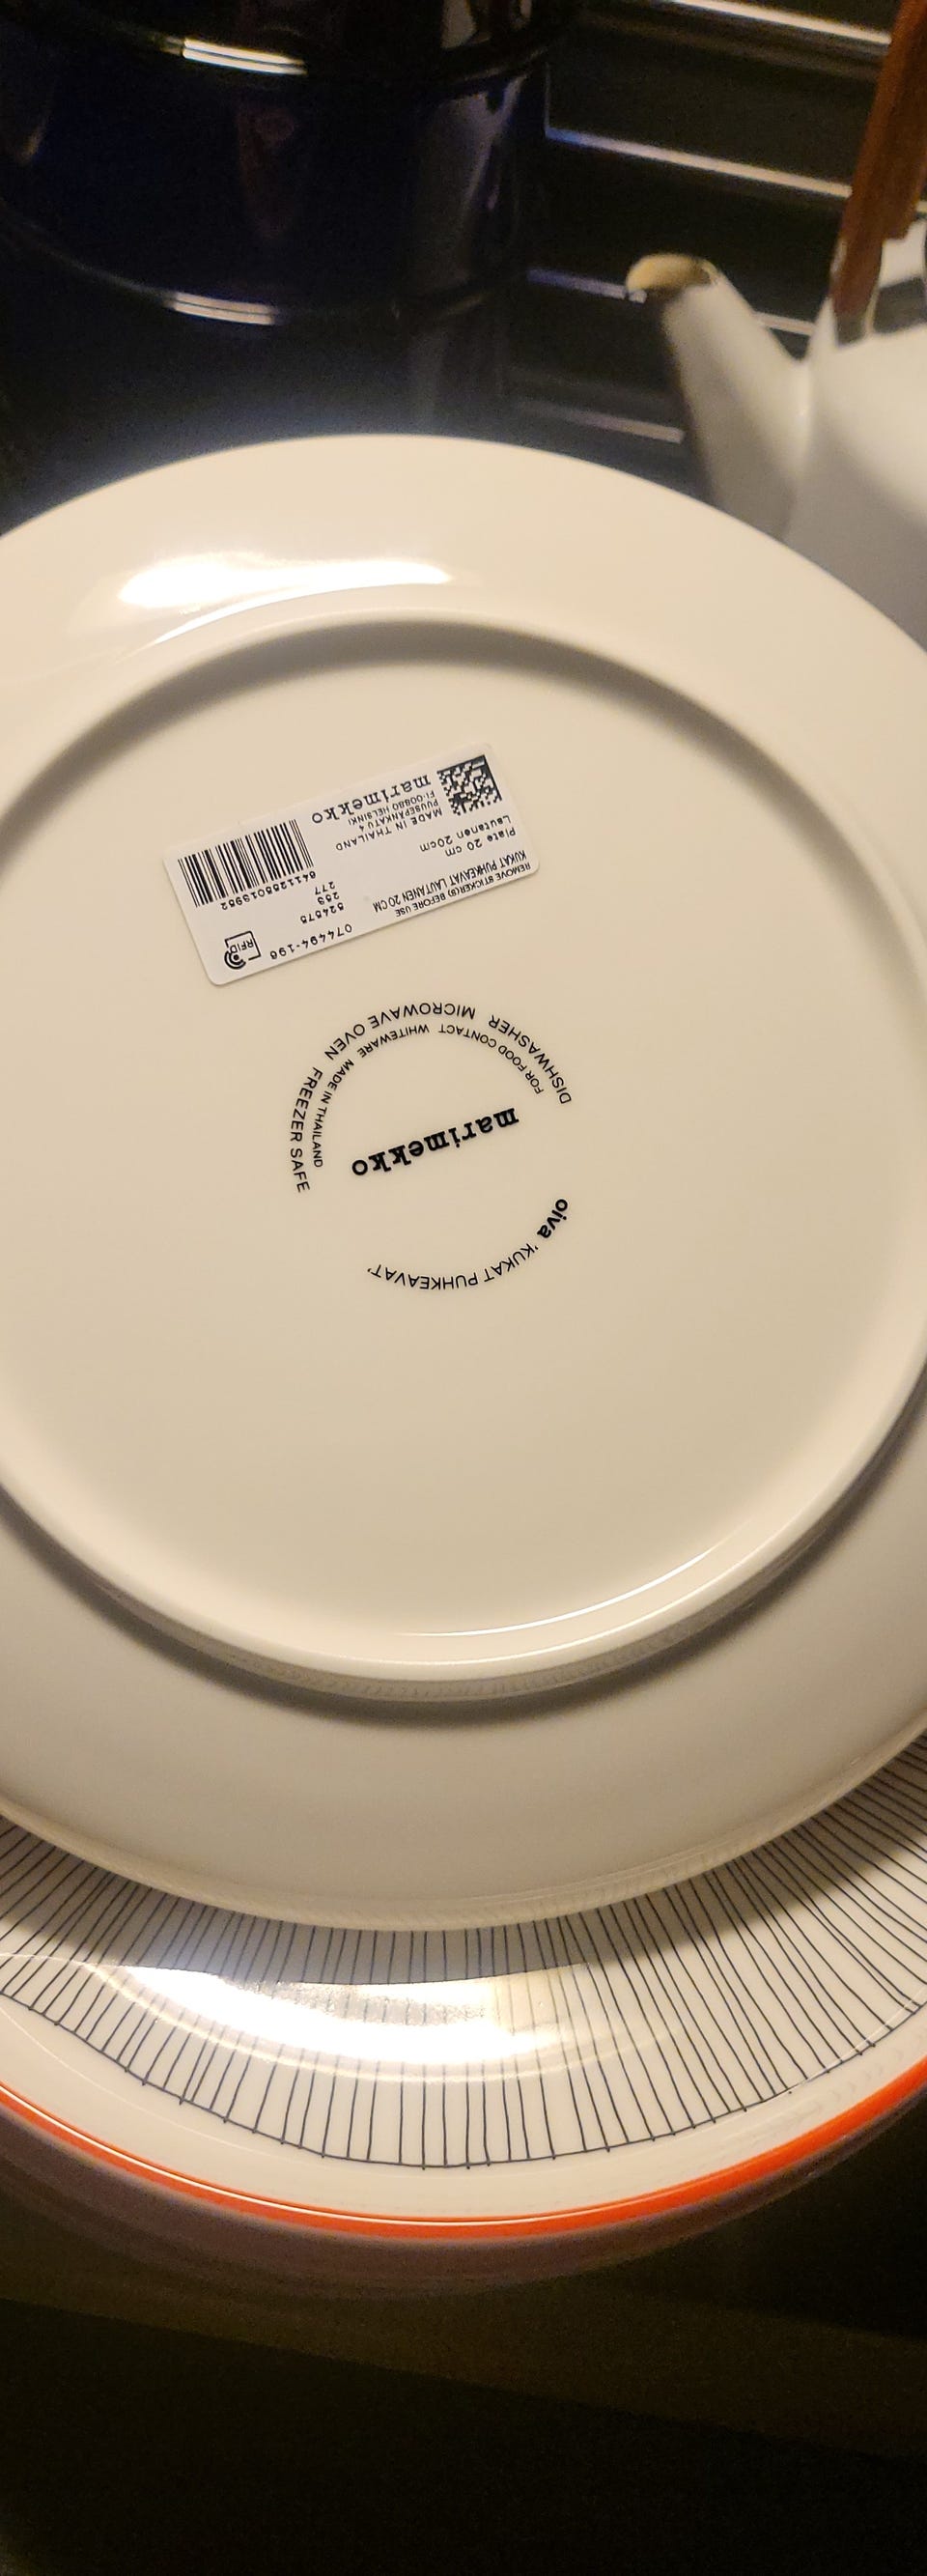 REMOVE STICKER(S) BEFORE USE
KUKAT PUHKEAVAT LAUTANEN 20 CM
Plate 20 cm
Lautanen 20cm
MADE IN THAILAND
PUUSEPÄNKATU 4
FI-00880 HELSINKI
marimekko
074494-196
524575
253
277
6411255013952
RFID
oiva 'KUKAT PUHKEAVAT'
marimekko
FOR FOOD CONTACT WHITEWARE MADE IN THAILAND
DISHWASHER MICROWAVE OVEN FREEZER SAFE